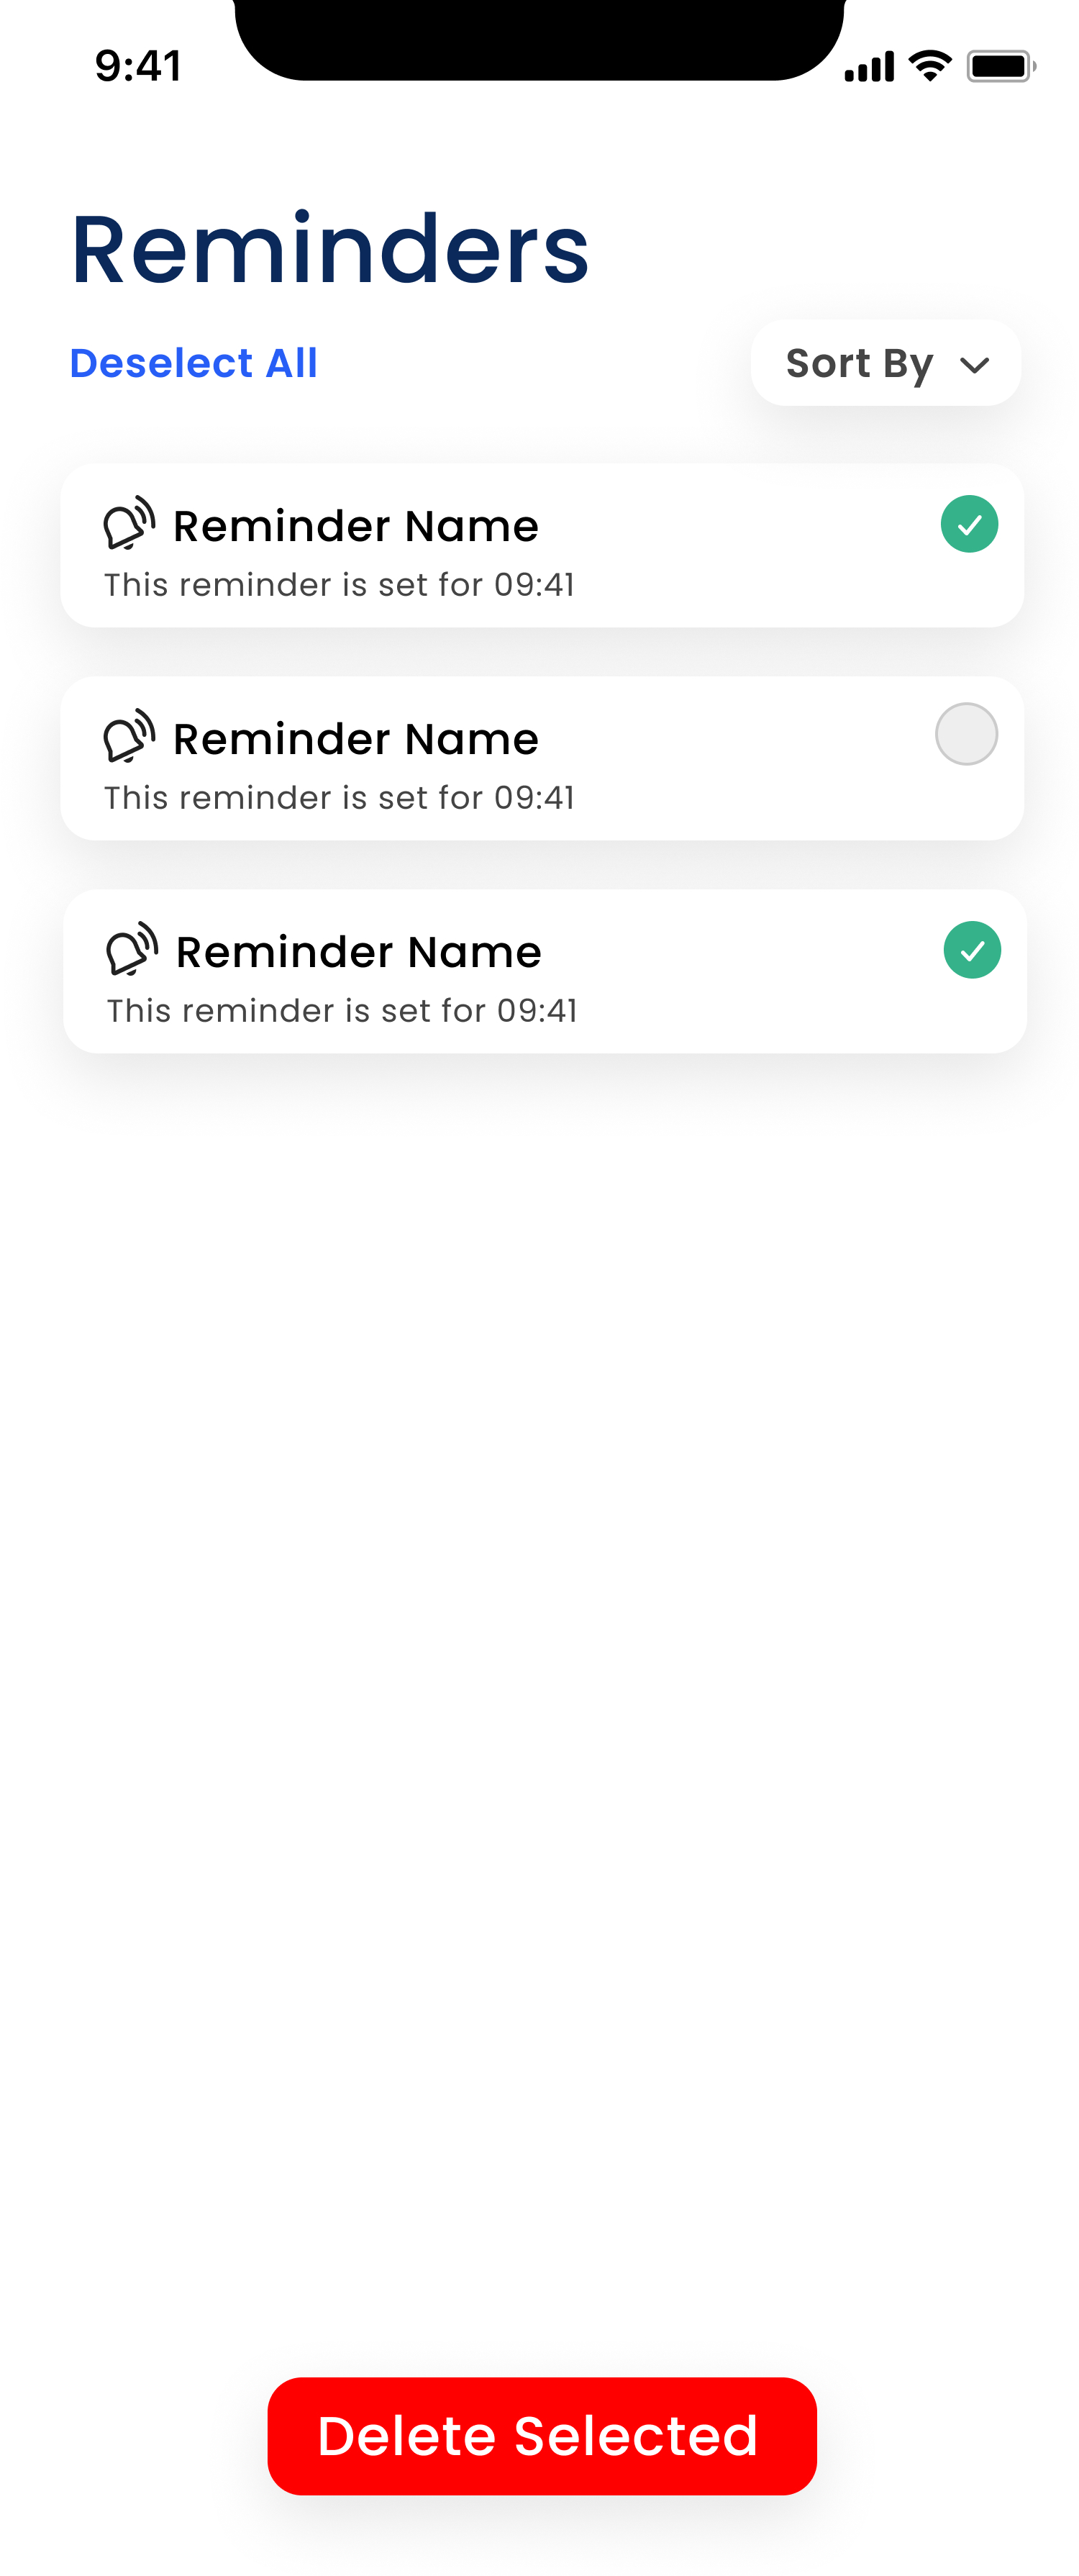 9:41
Reminders
Deselect All
Sort By
Reminder Name
This reminder is set for 09:41
Reminder Name
This reminder is set for 09:41
Reminder Name
This reminder is set for 09:41
Delete Selected